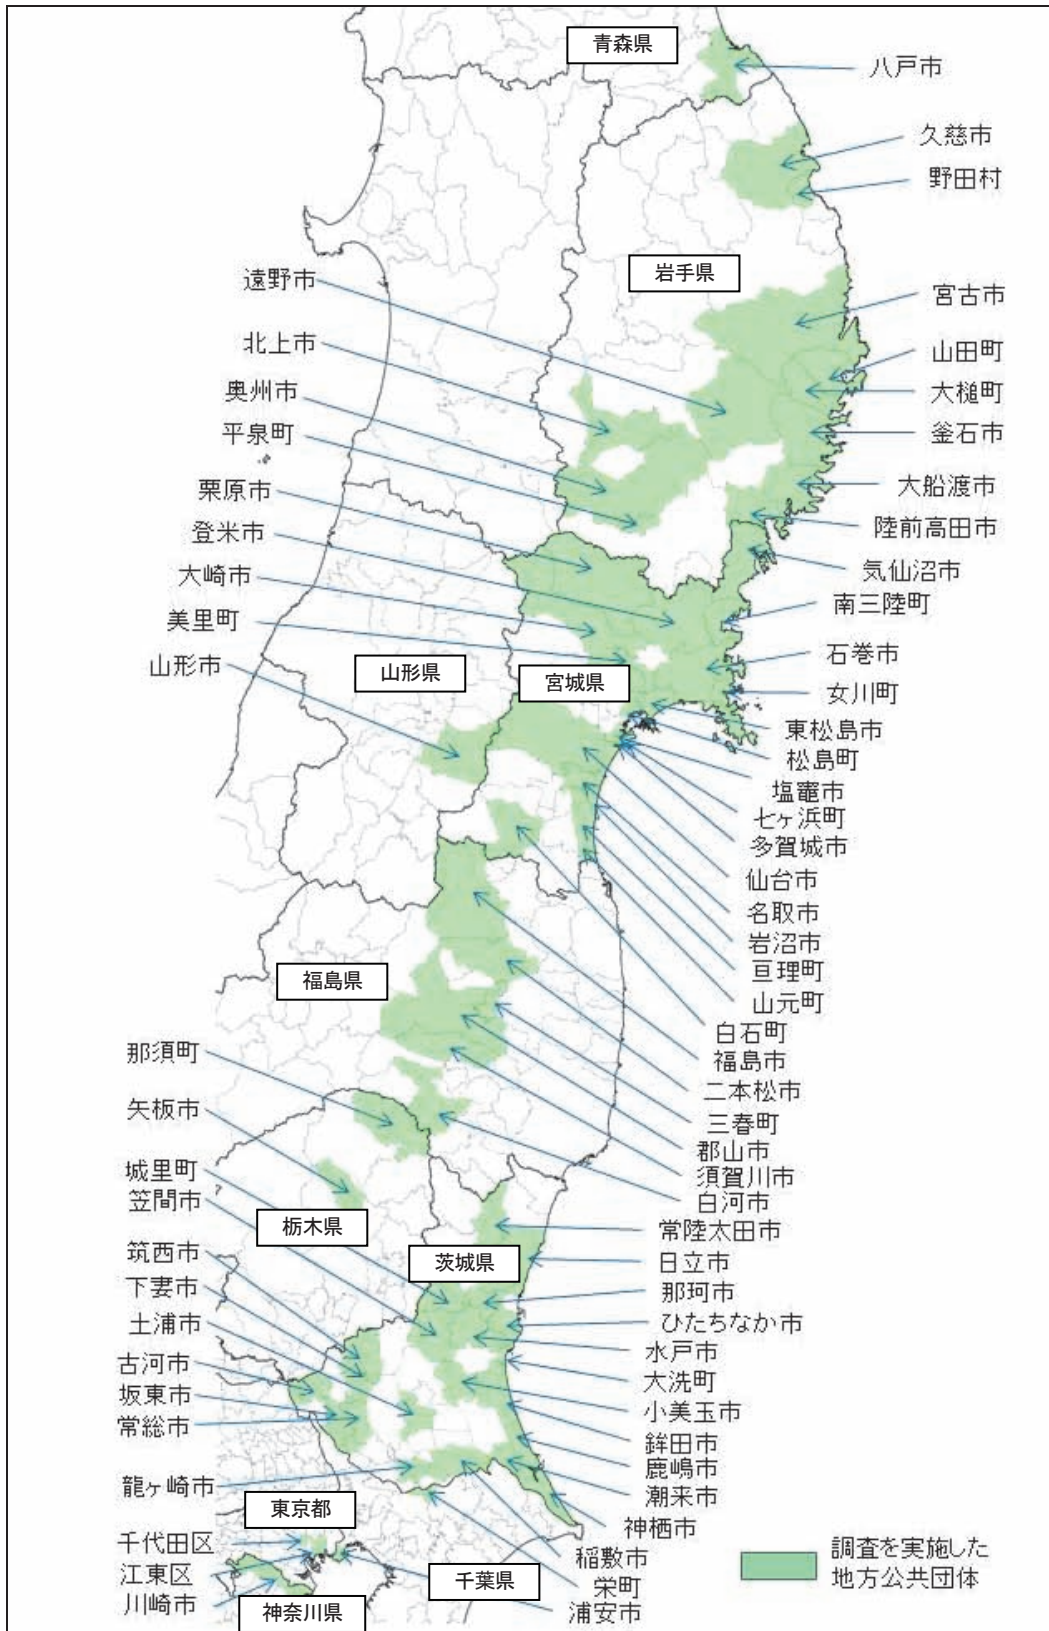 青森県
八戸市
久慈市
野田村
岩手県
遠野市
宮古市
北上市
山田町
奥州市
大槌町
平泉町
釜石市
栗原市
大船渡市
登米市
陸前高田市
大崎市
気仙沼市
美里町
南三陸町
山形市
山形県
宮城県
石巻市
女川町
東松島市
松島町
塩竈市
七ヶ浜町
多賀城市
仙台市
名取市
岩沼市
亘理町
山元町
白石町
福島県
福島市
那須町
二本松市
三春町
矢板市
郡山市
須賀川市
城里町
白河市
笠間市
栃木県
茨城県
常陸太田市
筑西市
日立市
下妻市
那珂市
土浦市
ひたちなか市
古河市
水戸市
坂東市
大洗町
常総市
小美玉市
鉾田市
鹿嶋市
龍ヶ崎市
潮来市
東京都
神栖市
千代田区
稲敷市
江東区
千葉県
栄町
川崎市
神奈川県
浦安市
調査を実施した
地方公共団体